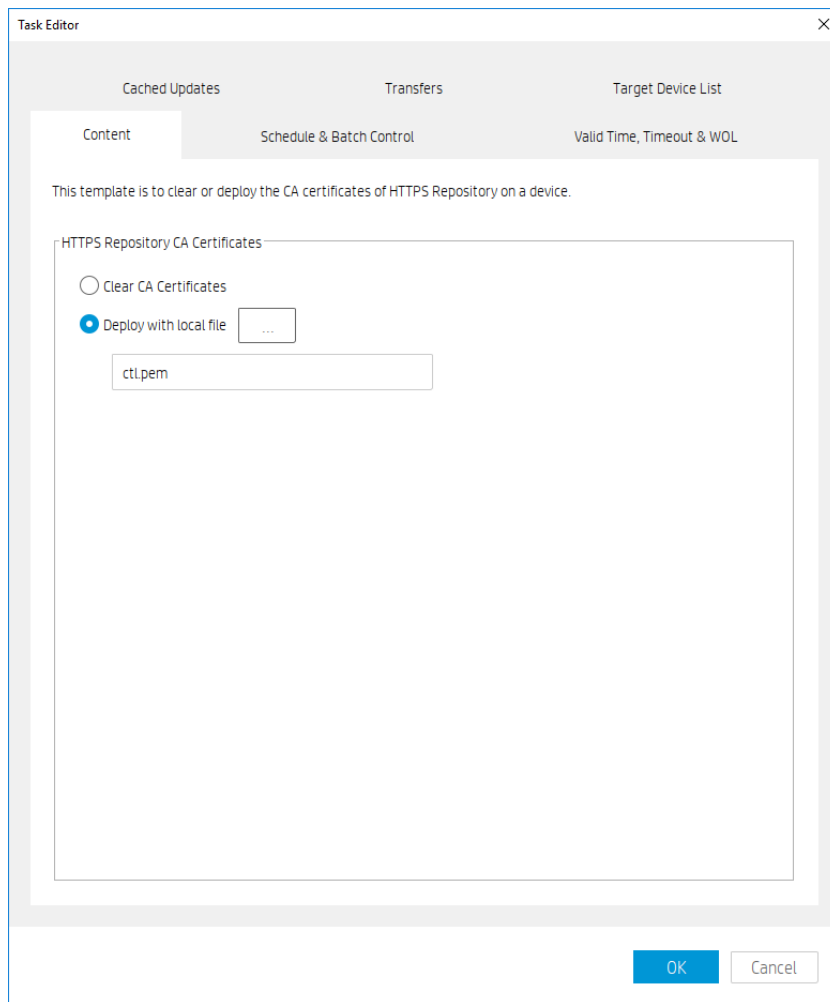 Task Editor
Cached Updates
Transfers
Target Device List
Content
Schedule & Batch Control
Valid Time, Timeout & WOL
This template is to clear or deploy the CA certificates of HTTPS Repository on a device.
HTTPS Repository CA Certificates
Clear CA Certificates
Deploy with local file
...
ctl.pem
OK
Cancel